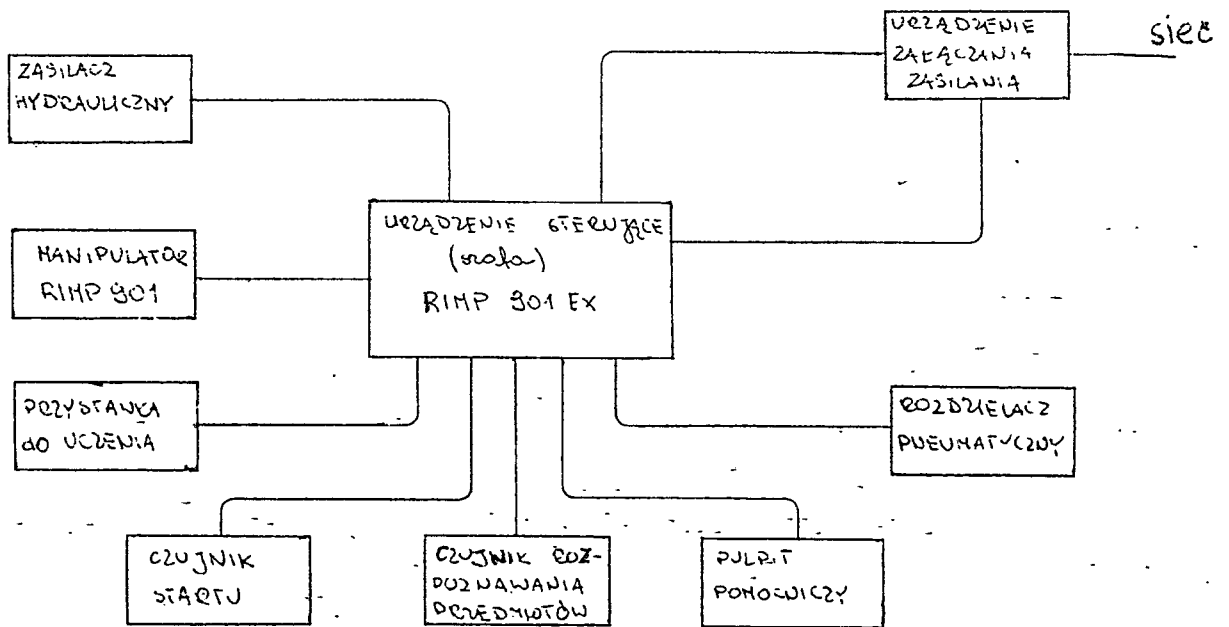 URZĄDZENIE
ZAŁĄCZANIA
ZASILANIA
sieć
ZASILACZ
HYDRAULICZNY
URZĄDZENIE STERUJĄCE
(szafa)
RIMP 901 EX
MANIPULATOR
RIMP 901
PRZYSTAWKA
do UCZENIA
ROZDZIELACZ
PNEUMATYCZNY
CZUJNIK
STARTU
CZUJNIK ROZ-
POZNAWANIA
PRZEDMIOTÓW
PULPIT
POMOCNICZY